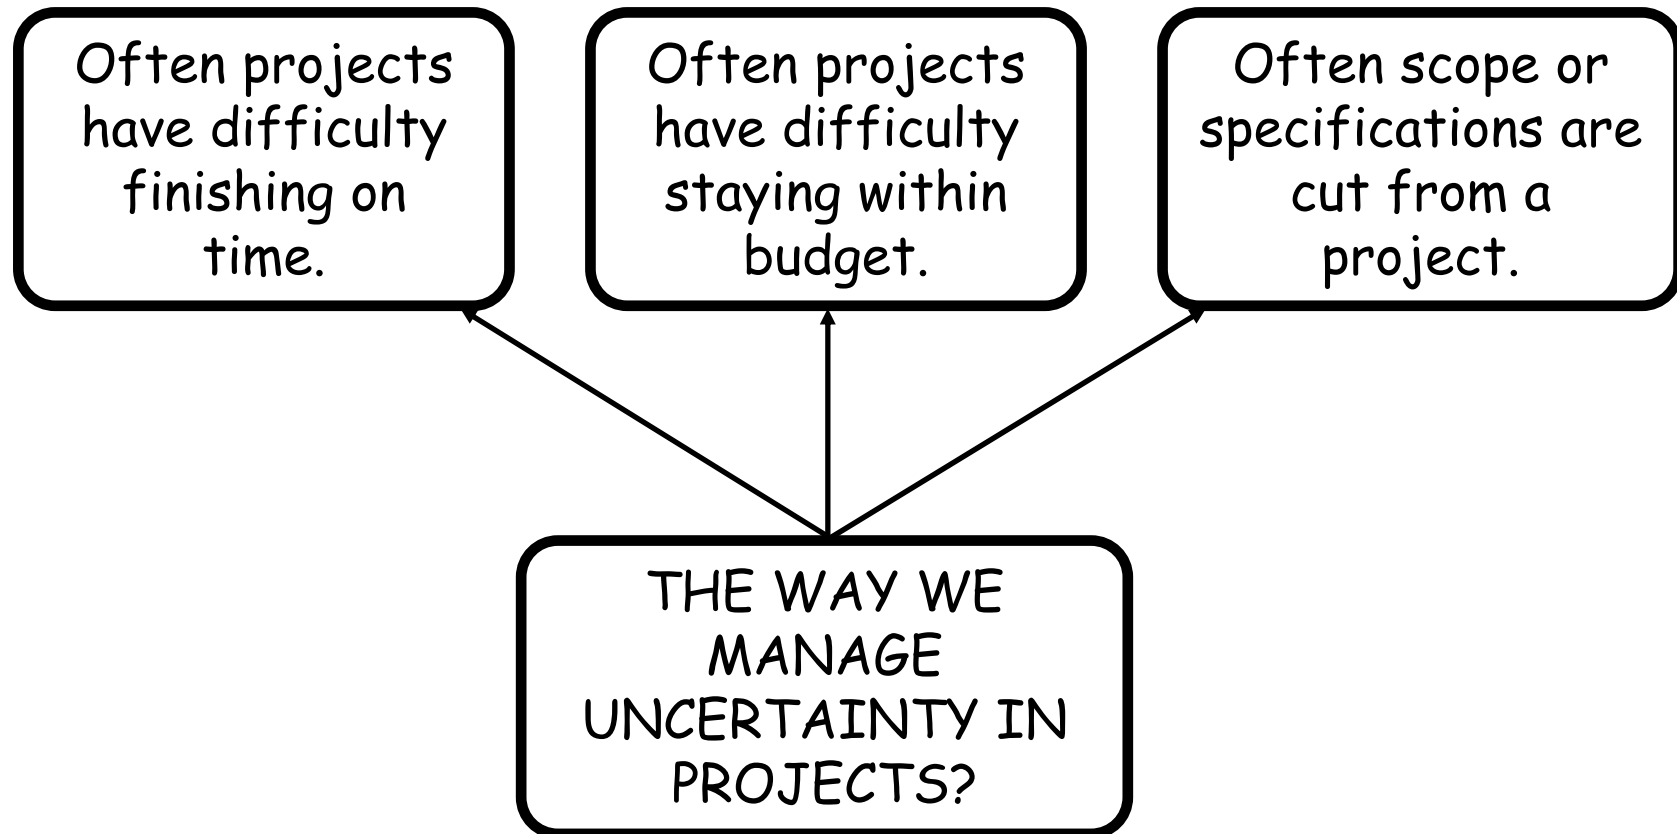 Often projects
have difficulty
finishing on
time.
Often projects
have difficulty
staying within
budget.
Often scope or
specifications are
cut from a
project.
THE WAY WE
MANAGE
UNCERTAINTY IN
PROJECTS?